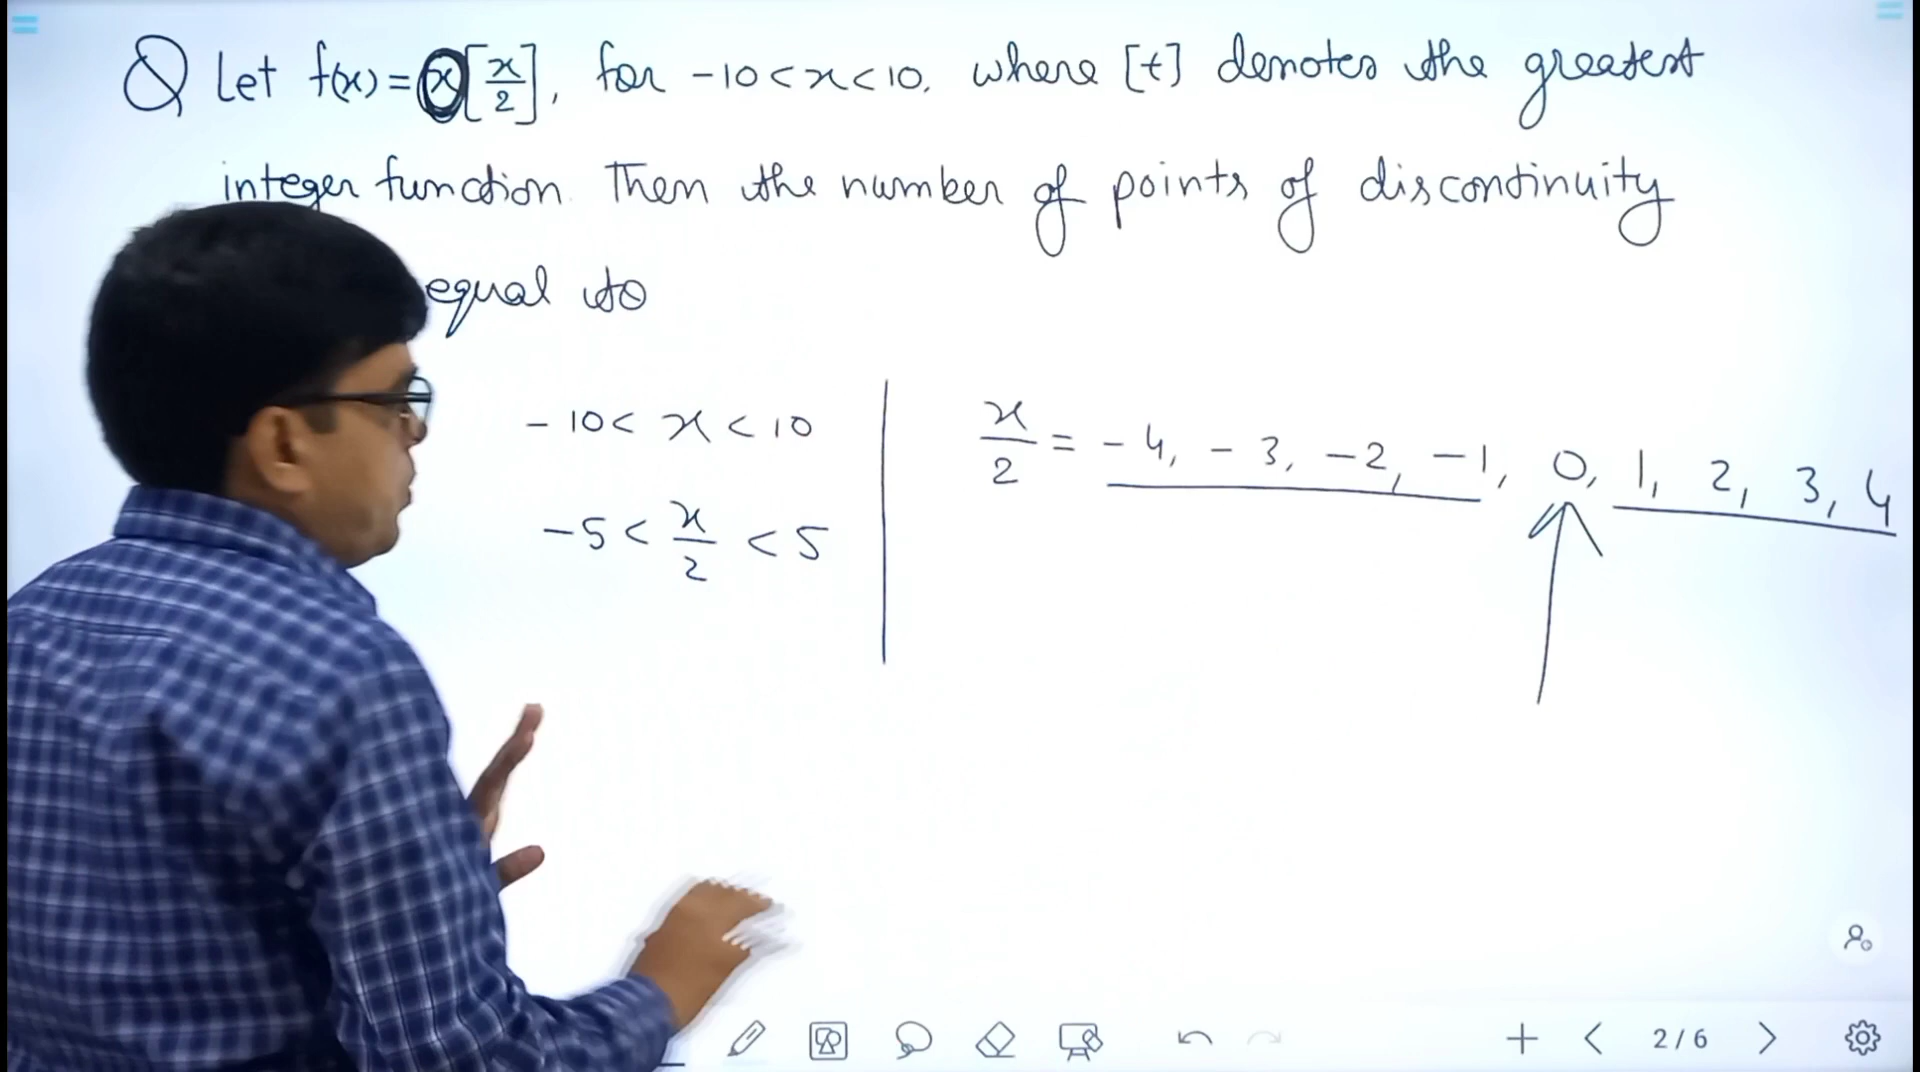 Q Let f(x) = x[x/2], for -10 < x < 10, where [t] denotes the greatest
integer function. Then the number of points of discontinuity
equal to
-10 < x < 10
-5 < x/2 < 5
x/2 = -4, -3, -2, -1, 0, 1, 2, 3, 4
2/6